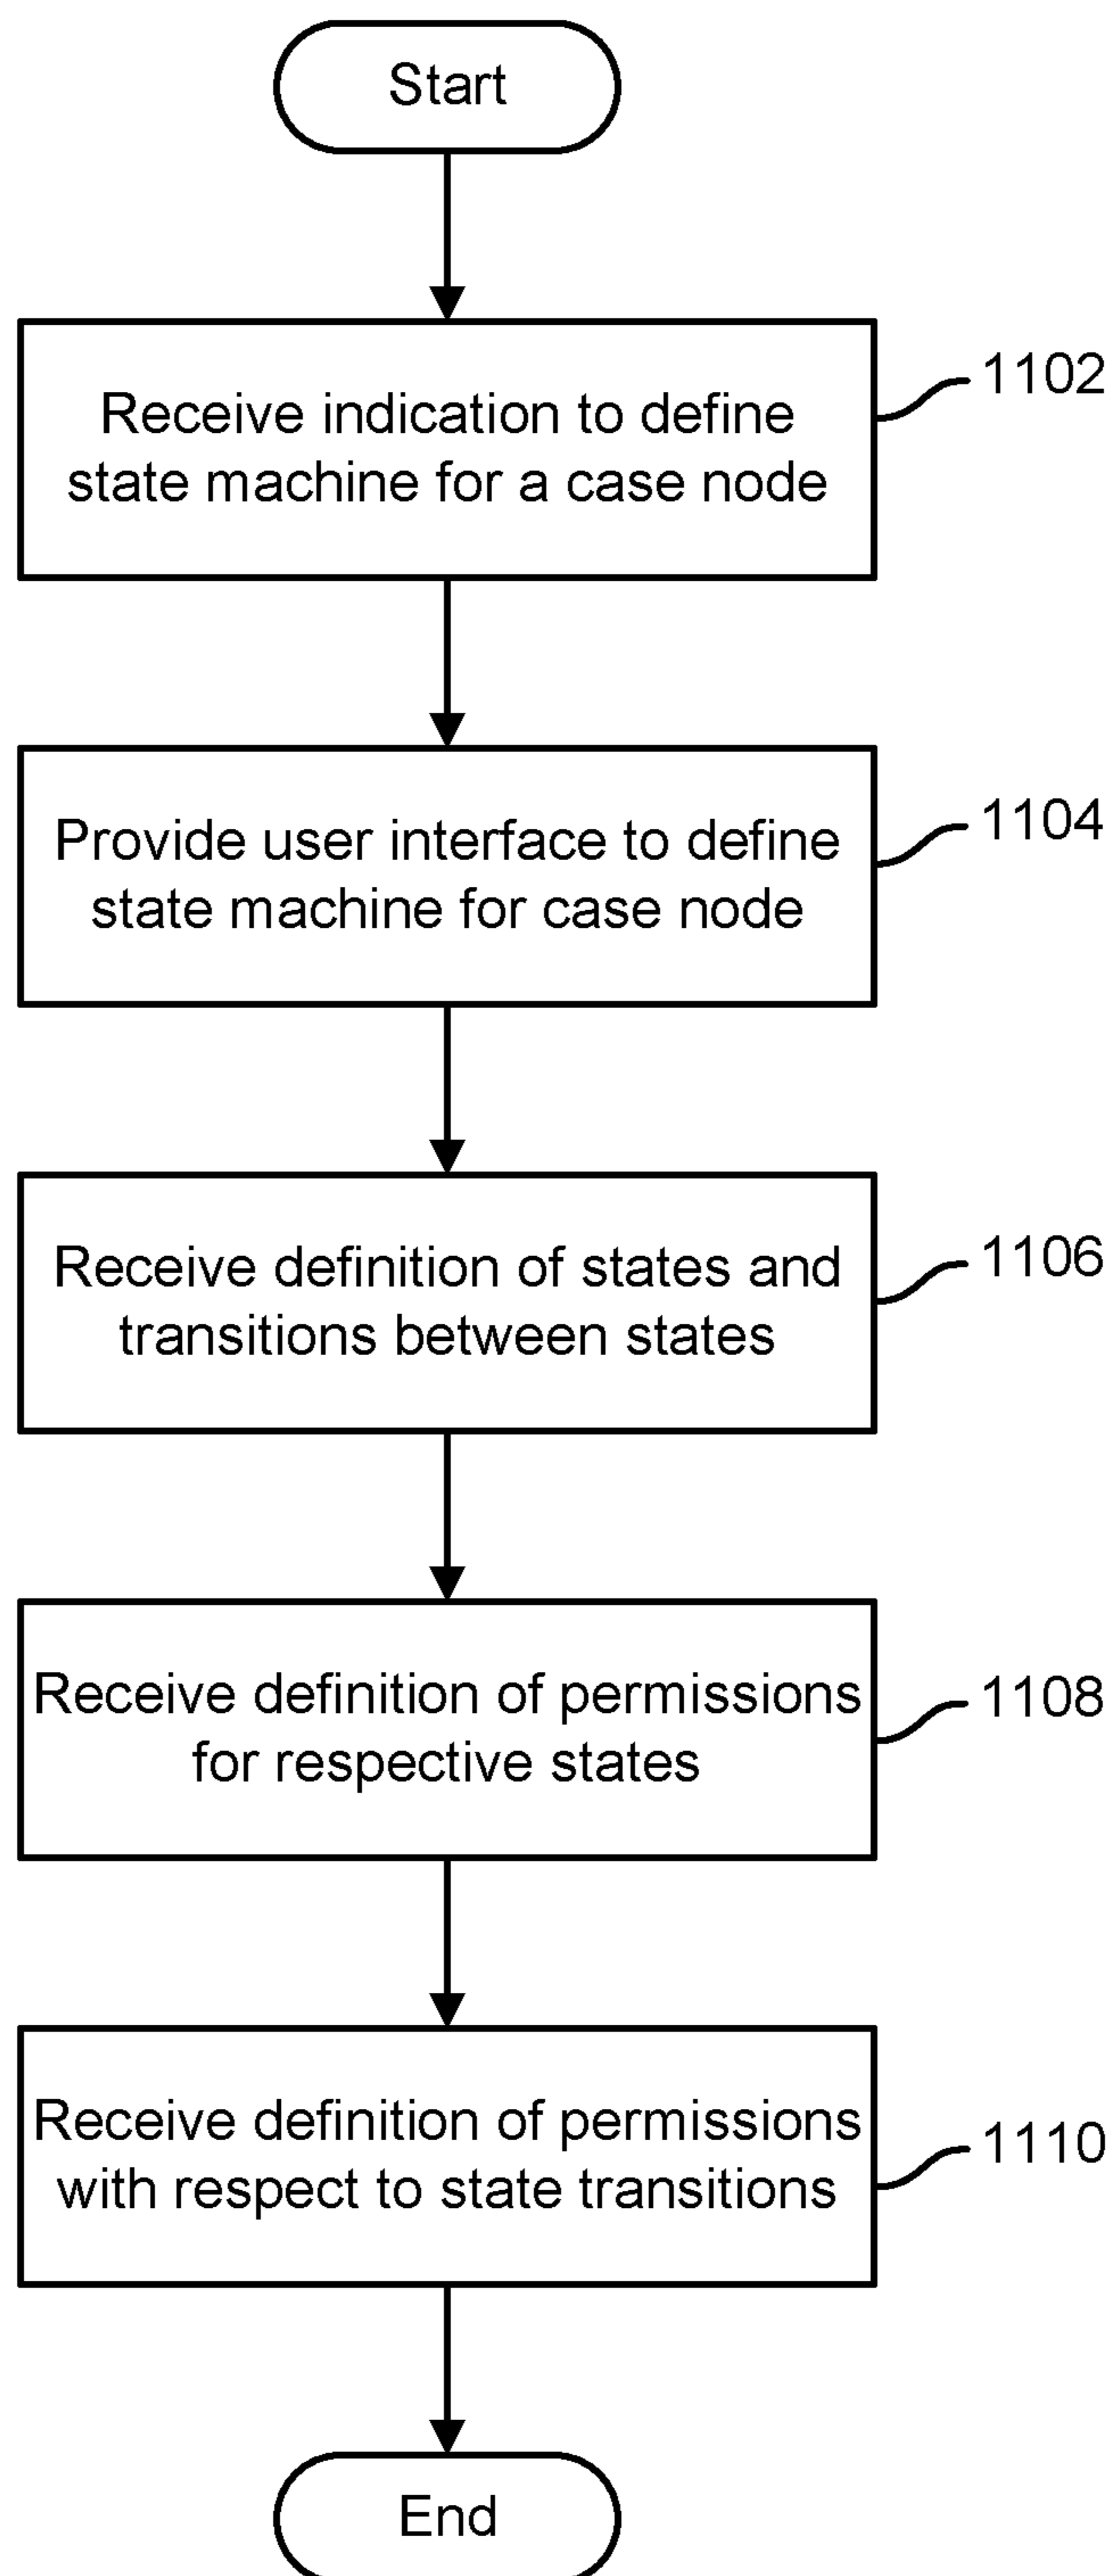 Start
Receive indication to define
state machine for a case node
1102
Provide user interface to define
state machine for case node
1104
Receive definition of states and
transitions between states
1106
Receive definition of permissions
for respective states
1108
Receive definition of permissions
with respect to state transitions
1110
End